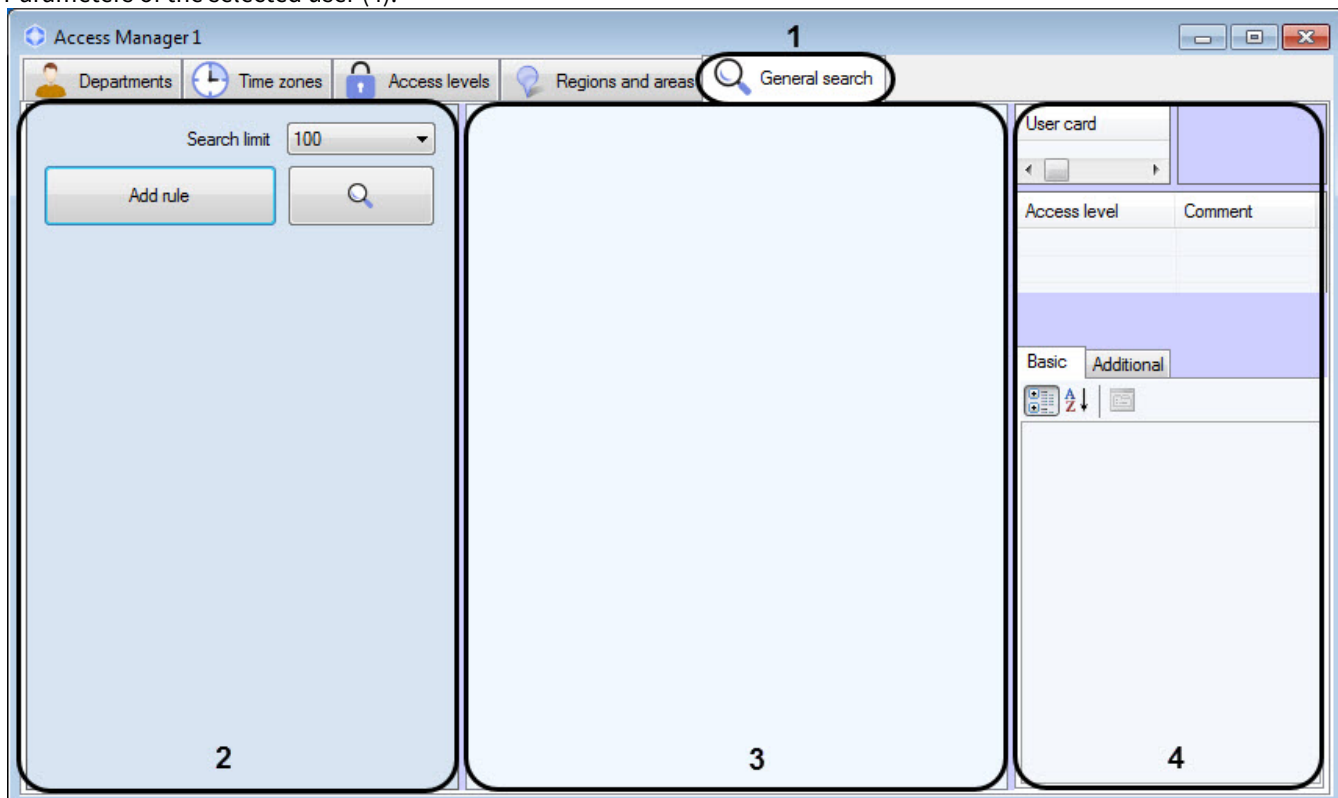 Parameters of the selected user (4).
Access Manager 1
1
Departments
Time zones
Access levels
Regions and areas
General search
Search limit
100
Add rule
User card
Access level
Comment
Basic
Additional
A
Z
2
3
4